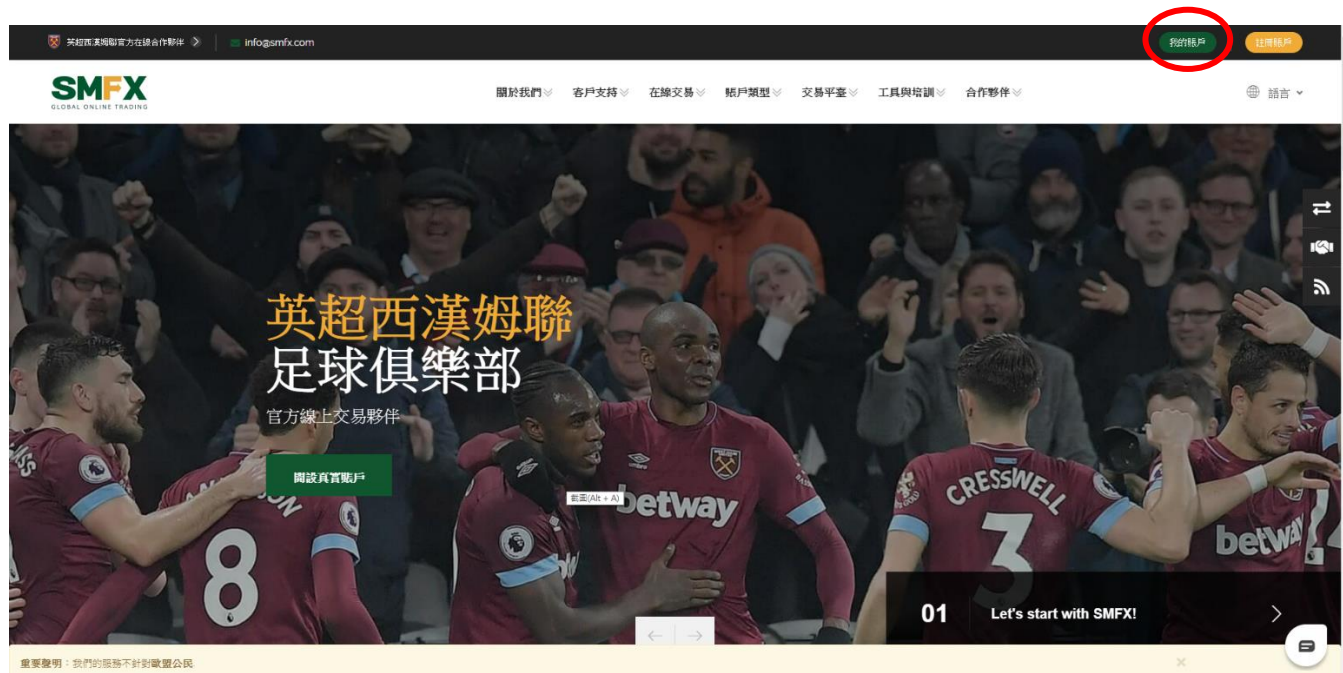 英超西漢姆聯官方在線合作夥伴
info@smfx.com
我的賬戶
註冊賬戶
SMFX
GLOBAL ONLINE TRADING
關於我們
客戶支持
在線交易
賬戶類型
交易平臺
工具與培訓
合作夥伴
語言
英超西漢姆聯
足球俱樂部
官方線上交易夥伴
開設真實賬戶
截圖(Alt + A)
betway
CRESSWELL
3
8
betway
01 Let's start with SMFX!
重要聲明：我們的服務不針對歐盟公民